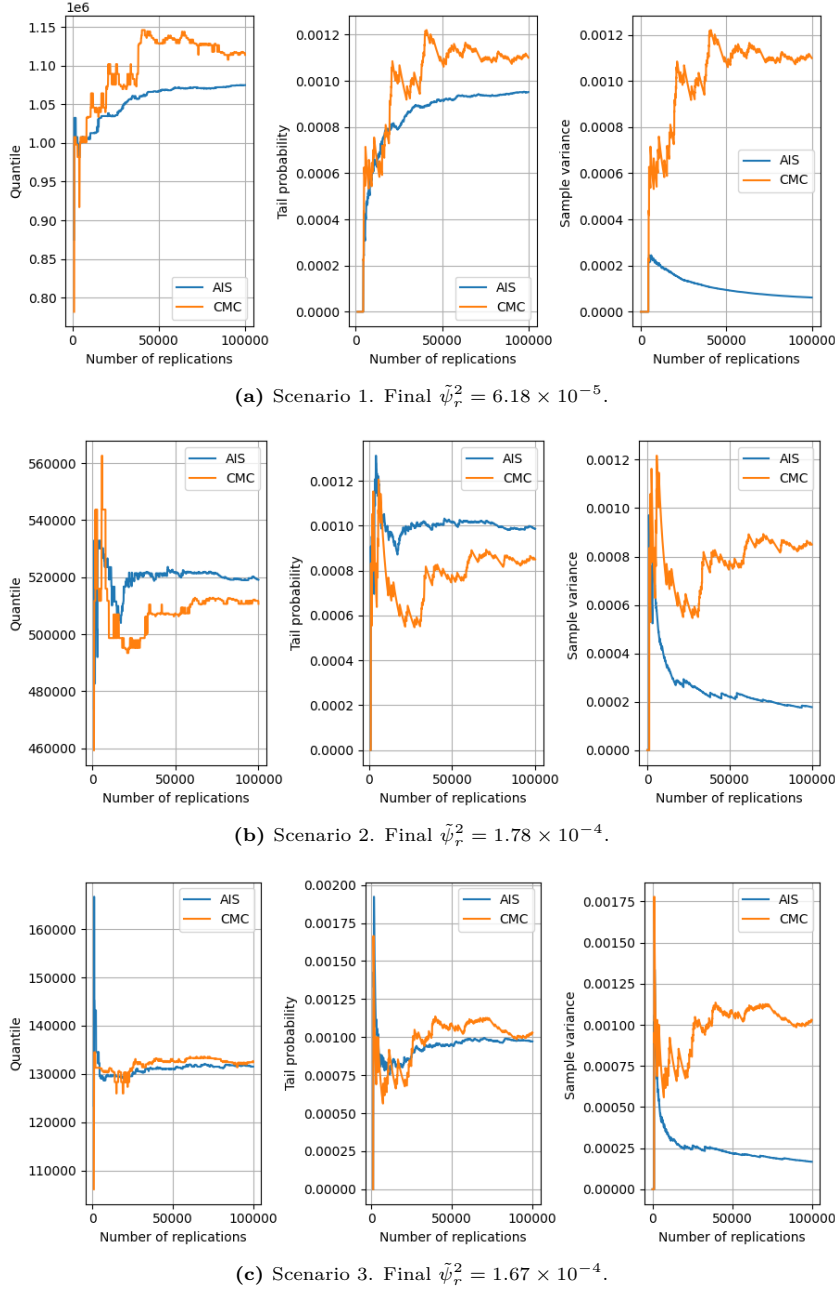 1e6
1.15
1.10
1.05
1.00
0.95
0.90
0.85
0.80
Quantile
AIS
CMC
0
50000
100000
Number of replications
0.0012
0.0010
0.0008
0.0006
0.0004
0.0002
0.0000
Tail probability
AIS
CMC
0
50000
100000
Number of replications
0.0012
0.0010
0.0008
0.0006
0.0004
0.0002
0.0000
Sample variance
AIS
CMC
0
50000
100000
Number of replications
(a) Scenario 1. Final ψ̃²ᵣ = 6.18 × 10⁻⁵.
560000
540000
520000
500000
480000
460000
Quantile
AIS
CMC
0
50000
100000
Number of replications
0.0012
0.0010
0.0008
0.0006
0.0004
0.0002
0.0000
Tail probability
AIS
CMC
0
50000
100000
Number of replications
0.0012
0.0010
0.0008
0.0006
0.0004
0.0002
0.0000
Sample variance
AIS
CMC
0
50000
100000
Number of replications
(b) Scenario 2. Final ψ̃²ᵣ = 1.78 × 10⁻⁴.
160000
150000
140000
130000
120000
110000
Quantile
AIS
CMC
0
50000
100000
Number of replications
0.00200
0.00175
0.00150
0.00125
0.00100
0.00075
0.00050
0.00025
0.00000
Tail probability
AIS
CMC
0
50000
100000
Number of replications
0.00175
0.00150
0.00125
0.00100
0.00075
0.00050
0.00025
0.00000
Sample variance
AIS
CMC
0
50000
100000
Number of replications
(c) Scenario 3. Final ψ̃²ᵣ = 1.67 × 10⁻⁴.